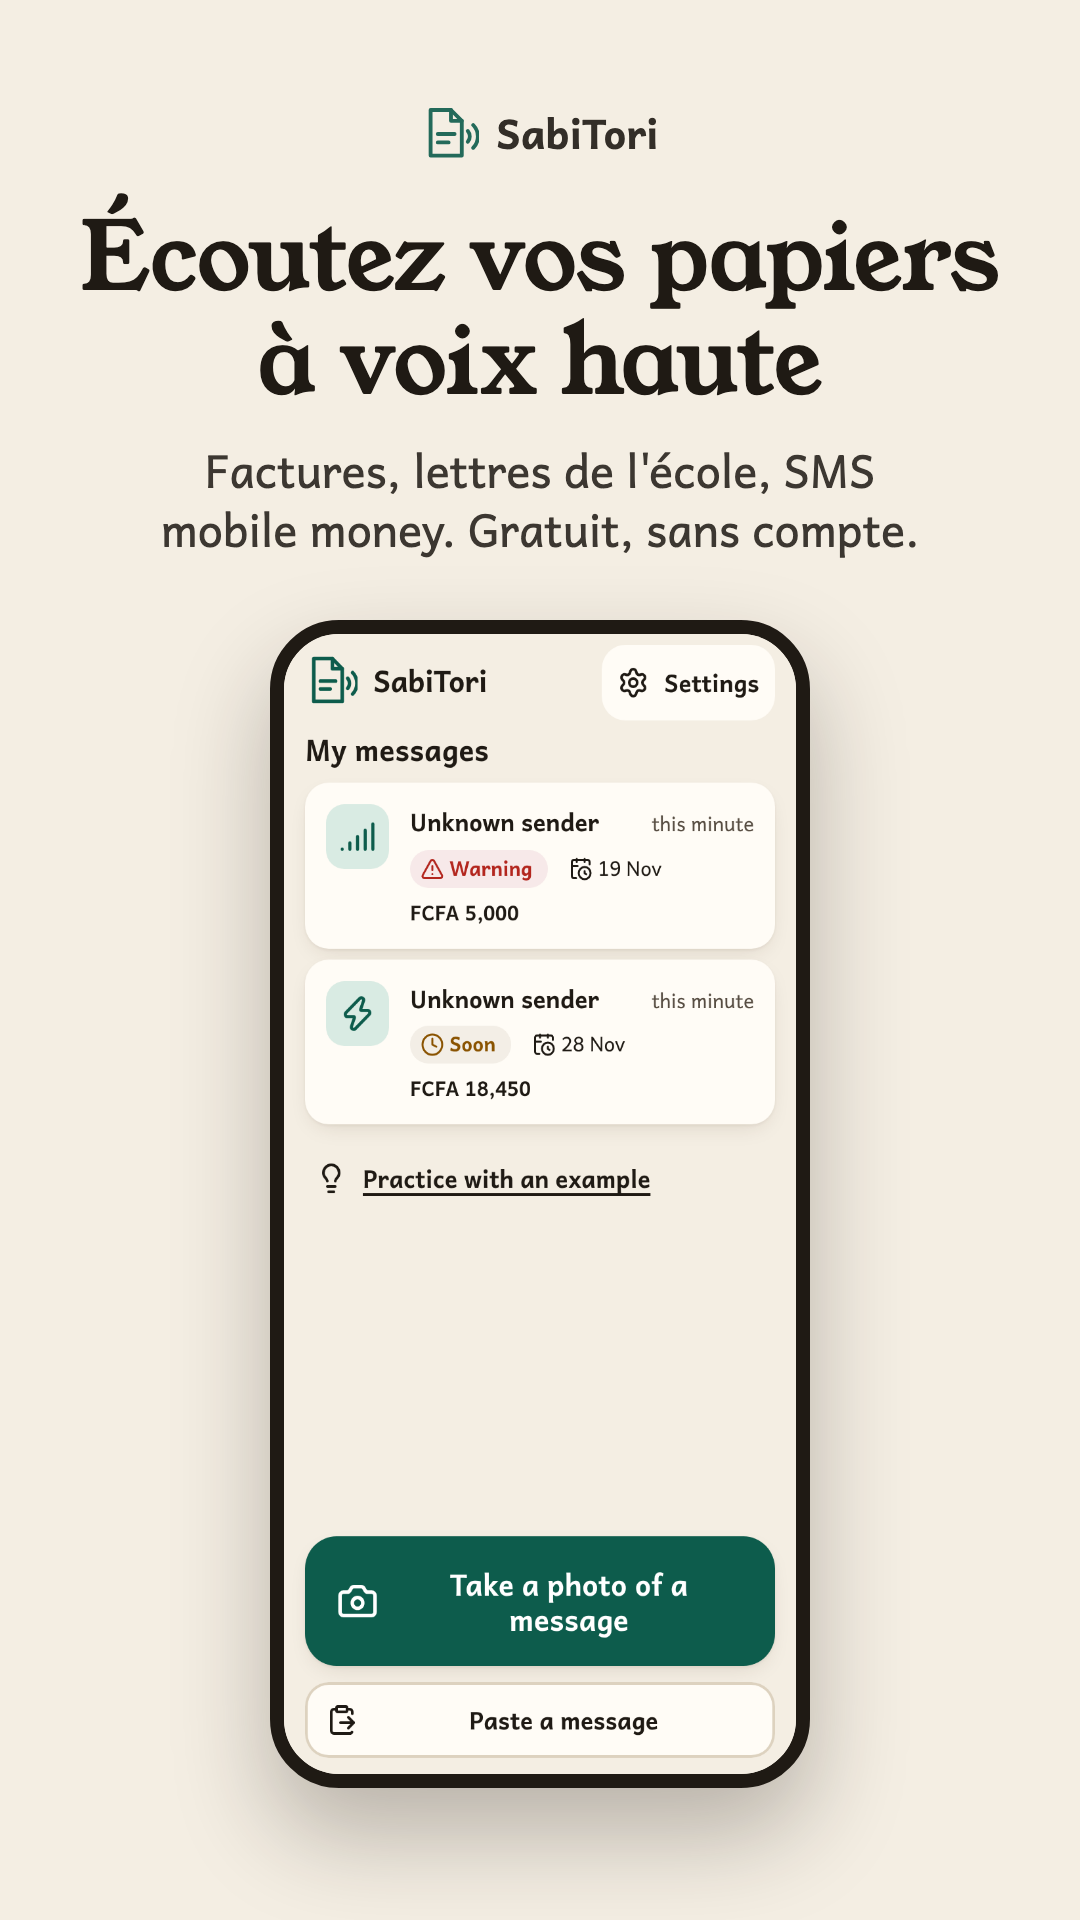 SabiTori
Écoutez vos papiers
à voix haute
Factures, lettres de l'école, SMS
mobile money. Gratuit, sans compte.
SabiTori
Settings
My messages
Unknown sender
this minute
Warning
19 Nov
FCFA 5,000
Unknown sender
this minute
Soon
28 Nov
FCFA 18,450
Practice with an example
Take a photo of a
message
Paste a message